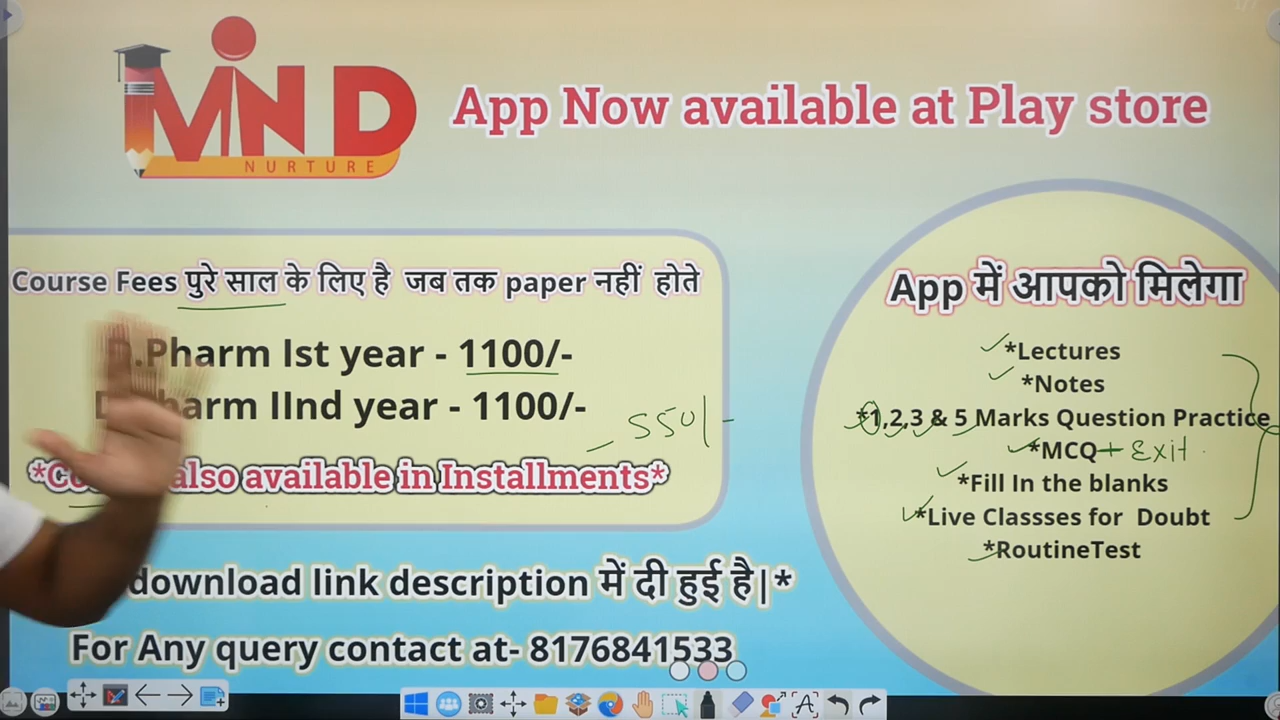 MIND
NURTURE
App Now available at Play store
Course Fees पुरे साल के लिए है जब तक paper नहीं होते
.Pharm Ist year - 1100/-
IInd year - 1100/-
550/-
also available in Installments*
download link description में दी हुई है|*
For Any query contact at- 8176841533
App में आपको मिलेगा
*Lectures
*Notes
*1,2,3 & 5 Marks Question Practice
*MCQ + Exit
*Fill In the blanks
*Live Classses for Doubt
*RoutineTest